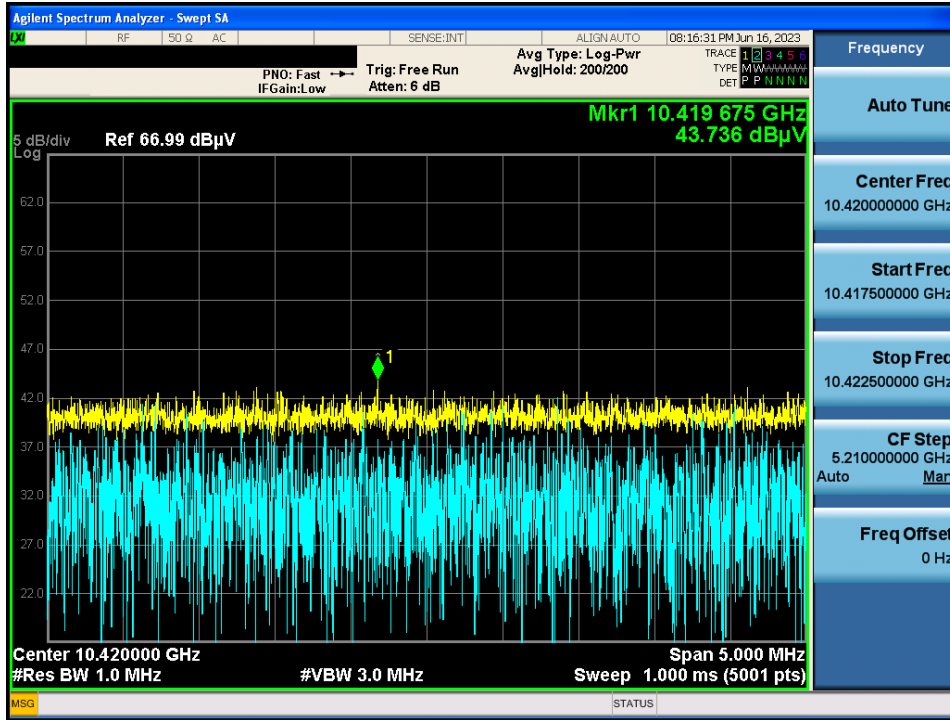 Agilent Spectrum Analyzer - Swept SA
LXI RF 50 Ω AC SENSE:INT ALIGN AUTO 08:16:31 PM Jun 16, 2023
PNO: Fast Trig: Free Run Avg Type: Log-Pwr TRACE 1 2 3 4 5 6
IFGain:Low Atten: 6 dB Avg|Hold: 200/200 TYPE M W W W W W
DET P P N N N N
Mkr1 10.419 675 GHz
43.736 dBµV
5 dB/div Ref 66.99 dBµV
Log
62.0
57.0
52.0
47.0
1
42.0
37.0
32.0
27.0
22.0
Center 10.420000 GHz Span 5.000 MHz
#Res BW 1.0 MHz #VBW 3.0 MHz Sweep 1.000 ms (5001 pts)
MSG STATUS
Frequency
Auto Tune
Center Freq
10.420000000 GHz
Start Freq
10.417500000 GHz
Stop Freq
10.422500000 GHz
CF Step
5.210000000 GHz
Auto Man
Freq Offset
0 Hz